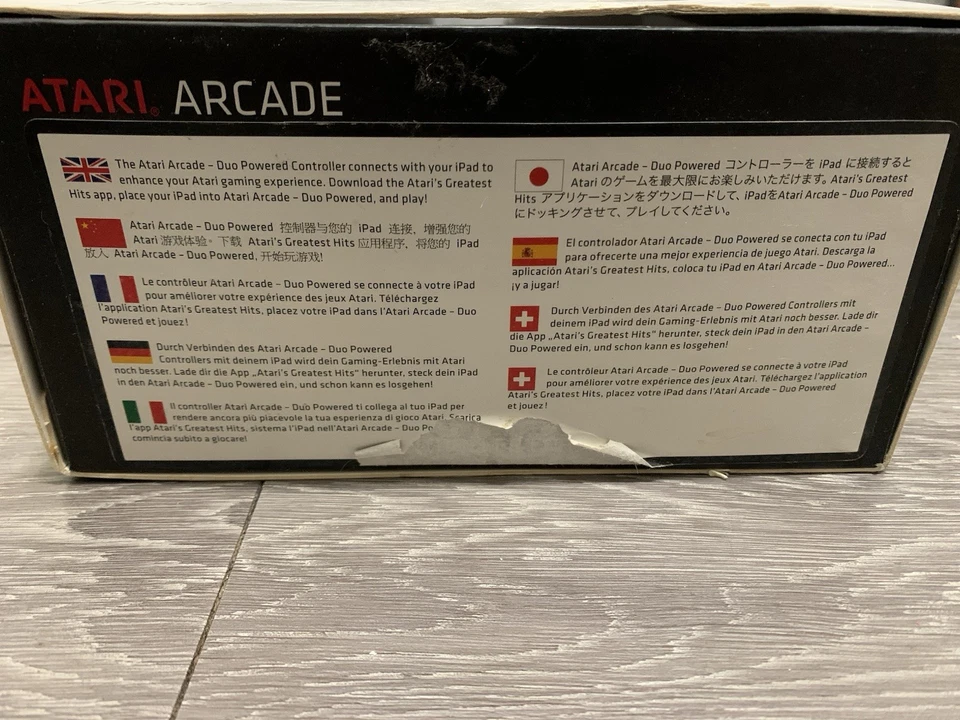 ATARI® ARCADE
The Atari Arcade – Duo Powered Controller connects with your iPad to
enhance your Atari gaming experience. Download the Atari's Greatest
Hits app, place your iPad into Atari Arcade – Duo Powered, and play!
Atari Arcade – Duo Powered 控制器与您的 iPad 连接，增强您的
Atari 游戏体验。下载 Atari's Greatest Hits 应用程序，将您的 iPad
放入 Atari Arcade – Duo Powered, 开始玩游戏!
Le contrôleur Atari Arcade – Duo Powered se connecte à votre iPad
pour améliorer votre expérience des jeux Atari. Téléchargez
l'application Atari's Greatest Hits, placez votre iPad dans l'Atari Arcade – Duo
Powered et jouez !
Durch Verbinden des Atari Arcade – Duo Powered
Controllers mit deinem iPad wird dein Gaming-Erlebnis mit Atari
noch besser. Lade dir die App „Atari's Greatest Hits" herunter, steck dein iPad
in den Atari Arcade – Duo Powered ein, und schon kann es losgehen!
Il controller Atari Arcade – Duo Powered ti collega al tuo iPad per
rendere ancora più piacevole la tua esperienza di gioco Atari. Scarica
l'app Atari's Greatest Hits, sistema l'iPad nell'Atari Arcade – Duo
comincia subito a giocare!
Atari Arcade – Duo Powered コントローラーを iPad に接続すると
Atari のゲームを最大限にお楽しみいただけます。Atari's Greatest
Hits アプリケーションをダウンロードして、iPadをAtari Arcade – Duo Powered
にドッキングさせて、プレイしてください。
El controlador Atari Arcade – Duo Powered se conecta con tu iPad
para ofrecerte una mejor experiencia de juego Atari. Descarga la
aplicación Atari's Greatest Hits, coloca tu iPad en Atari Arcade – Duo Powered...
¡y a jugar!
Durch Verbinden des Atari Arcade – Duo Powered Controllers mit
deinem iPad wird dein Gaming-Erlebnis mit Atari noch besser. Lade dir
die App „Atari's Greatest Hits" herunter, steck dein iPad in den Atari Arcade –
Duo Powered ein, und schon kann es losgehen!
Le contrôleur Atari Arcade – Duo Powered se connecte à votre iPad
pour améliorer votre expérience des jeux Atari. Téléchargez l'application
Atari's Greatest Hits, placez votre iPad dans l'Atari Arcade – Duo Powered
et jouez !